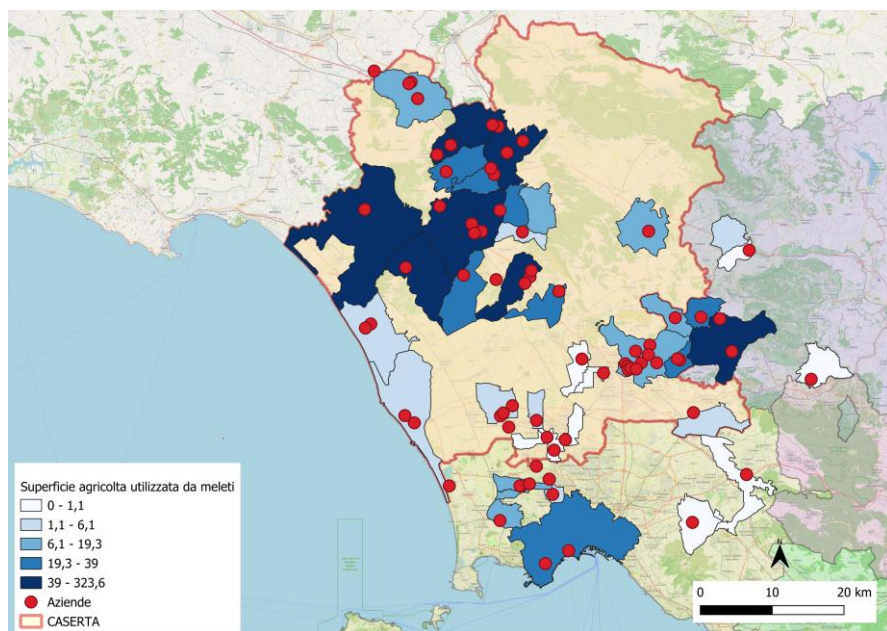 Superficie agricolta utilizzata da meleti
0 - 1,1
1,1 - 6,1
6,1 - 19,3
19,3 - 39
39 - 323,6
Aziende
CASERTA
N
0 10 20 km